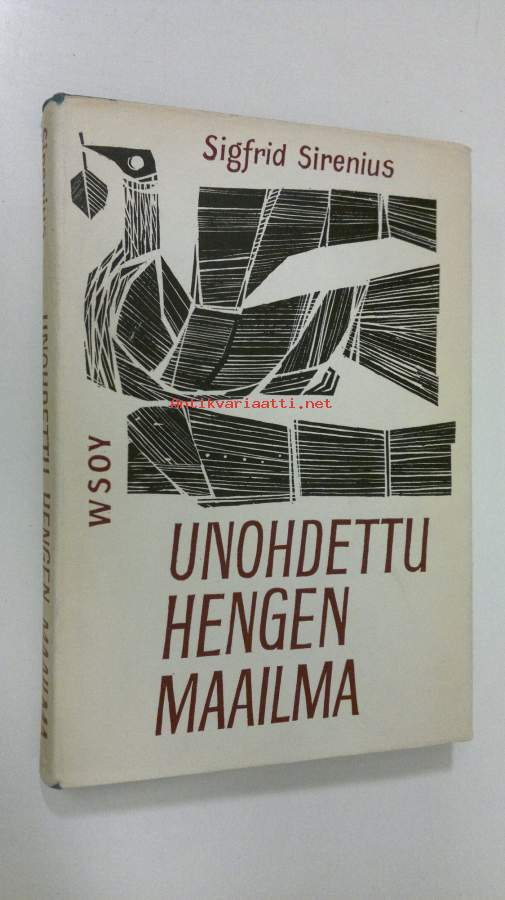 Sigfrid Sirenius
Antikvariaatti.net
WSOY
UNOHDETTU
HENGEN
MAAILMA
Sirenius UNOHDETTU HENGEN MAAILMA